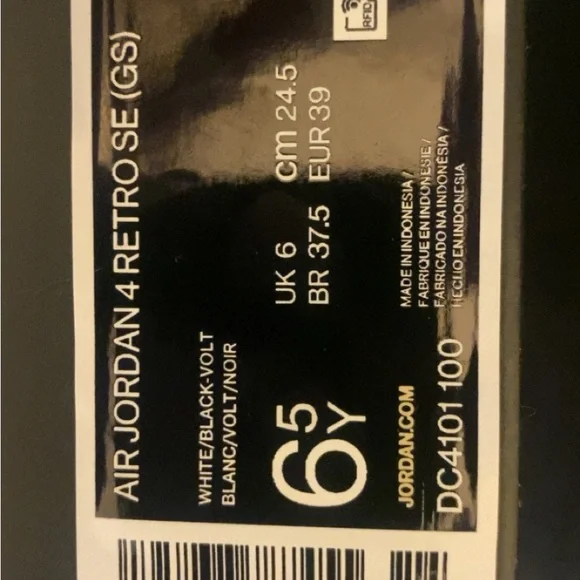 AIR JORDAN 4 RETRO SE (GS)
WHITE/BLACK-VOLT
BLANC/VOLT/NOIR
6.5Y
UK 6 cm 24.5
BR 37.5 EUR 39
JORDAN.COM
MADE IN INDONESIA /
FABRIQUE EN INDONESIE /
FABRICADO NA INDONÉSIA /
HECHO EN INDONESIA
DC4101 100
RFID